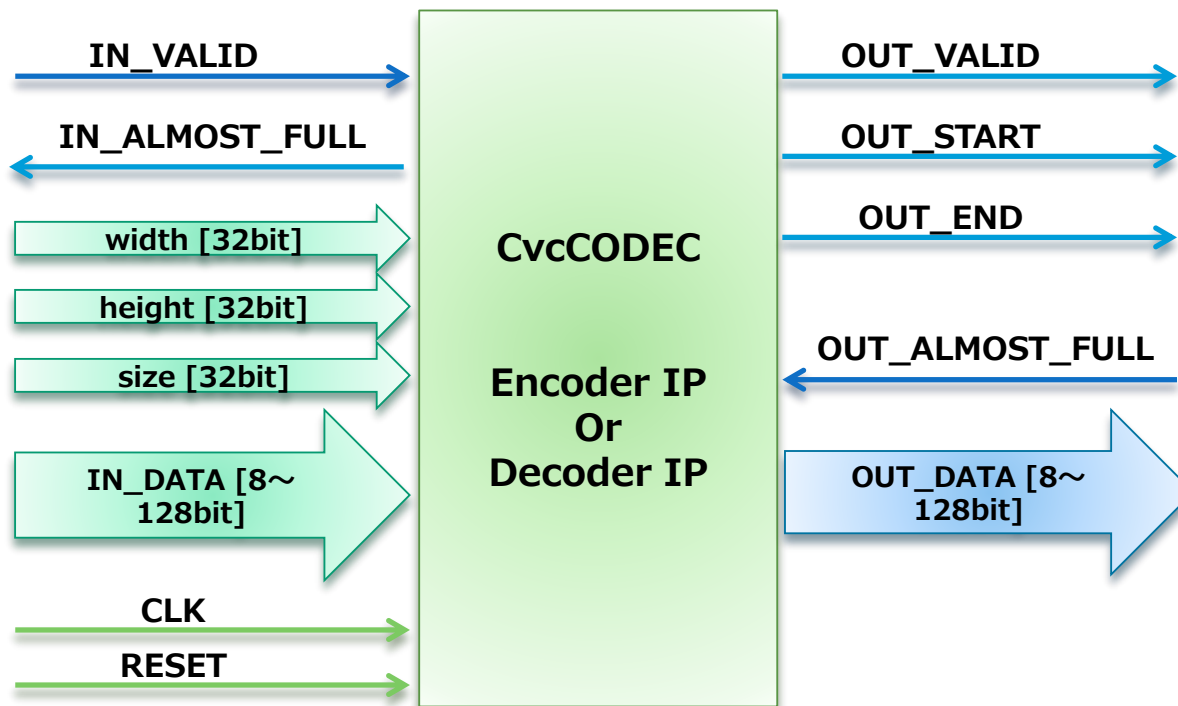 IN_VALID
IN_ALMOST_FULL
width [32bit]
height [32bit]
size [32bit]
IN_DATA [8～
128bit]
CLK
RESET
CvcCODEC
Encoder IP
Or
Decoder IP
OUT_VALID
OUT_START
OUT_END
OUT_ALMOST_FULL
OUT_DATA [8～
128bit]